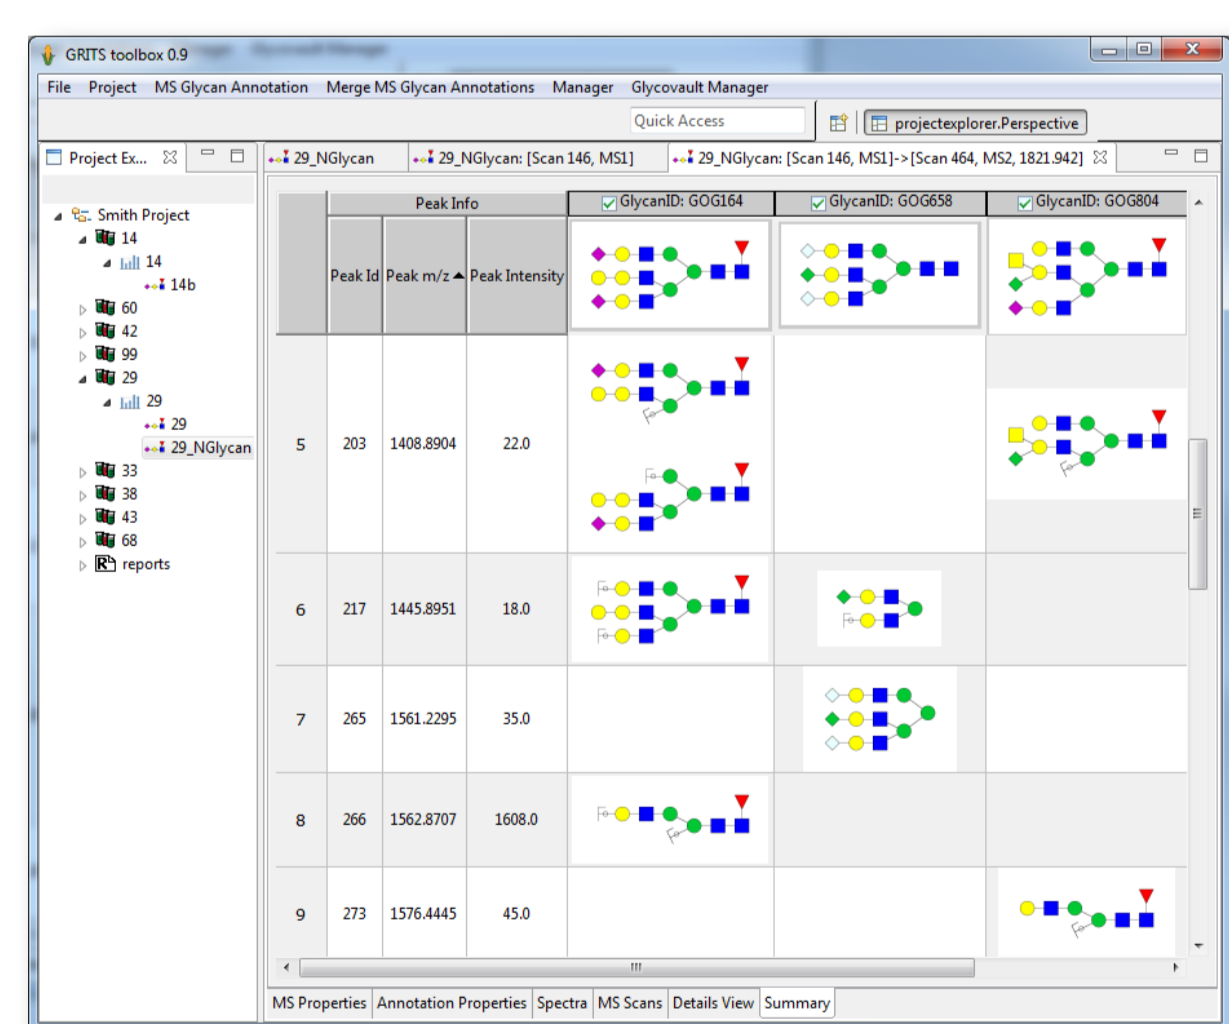 GRITS toolbox 0.9
File Project MS Glycan Annotation Merge MS Glycan Annotations Manager Glycovault Manager
Quick Access projectexplorer.Perspective
Project Ex...
Smith Project
14
14
14b
60
42
99
29
29
29
29_NGlycan
33
38
43
68
reports
29_NGlycan 29_NGlycan: [Scan 146, MS1] 29_NGlycan: [Scan 146, MS1]->[Scan 464, MS2, 1821.942]
Peak Info GlycanID: GOG164 GlycanID: GOG658 GlycanID: GOG804
Peak Id Peak m/z Peak Intensity
5 203 1408.8904 22.0
6 217 1445.8951 18.0
7 265 1561.2295 35.0
8 266 1562.8707 1608.0
9 273 1576.4445 45.0
MS Properties Annotation Properties Spectra MS Scans Details View Summary